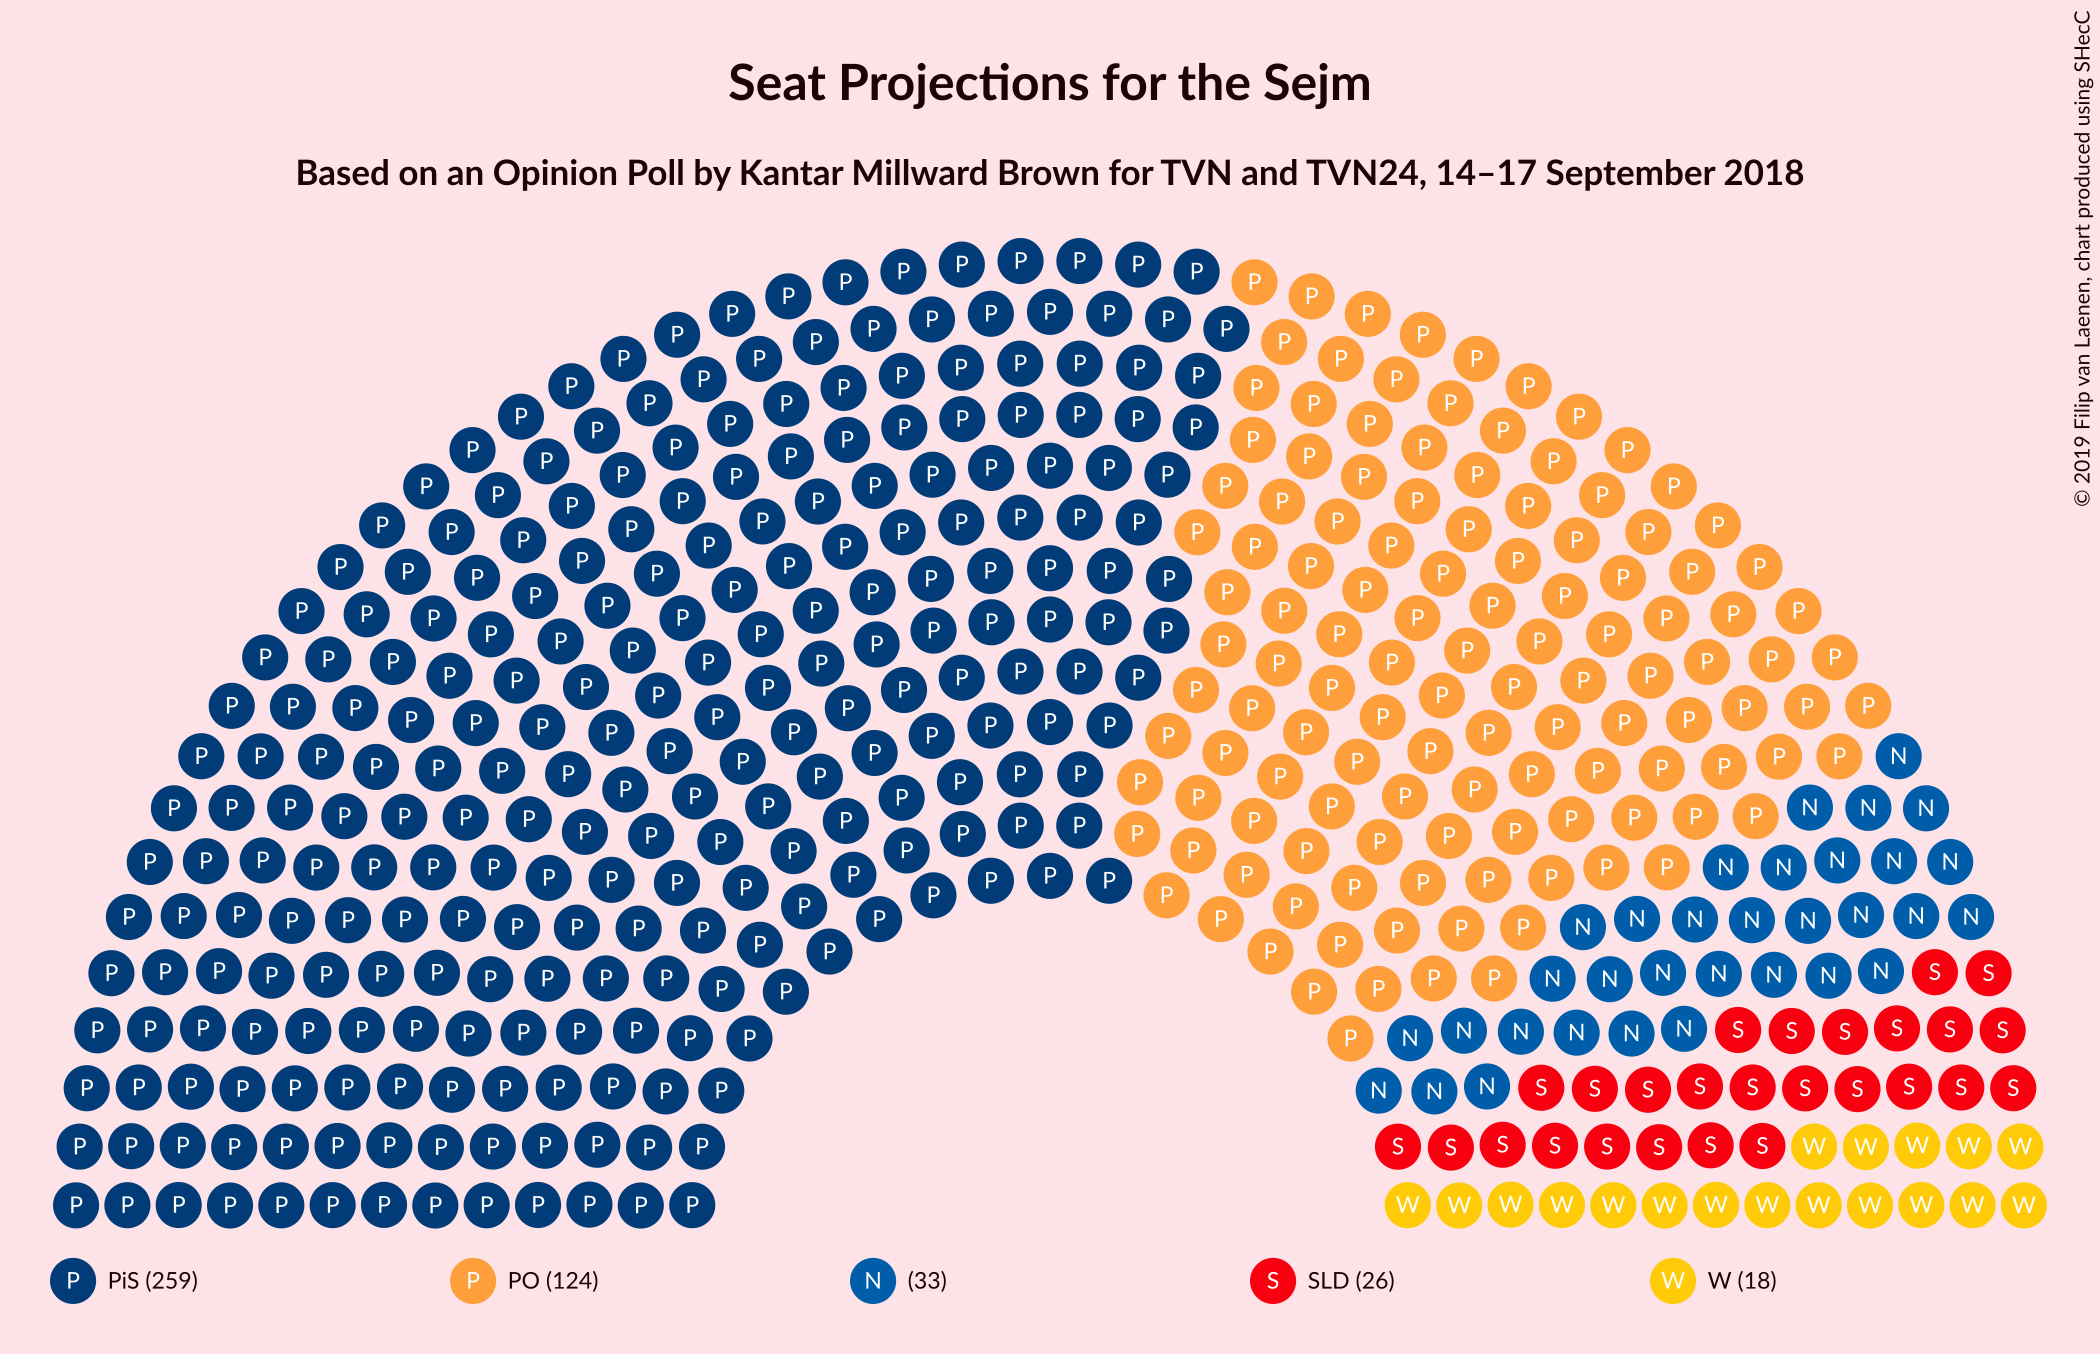 Seat Projections for the Sejm
Based on an Opinion Poll by Kantar Millward Brown for TVN and TVN24, 14–17 September 2018
© 2019 Filip van Laenen, chart produced using SHecC
P PiS (259)
P PO (124)
N (33)
S SLD (26)
W W (18)